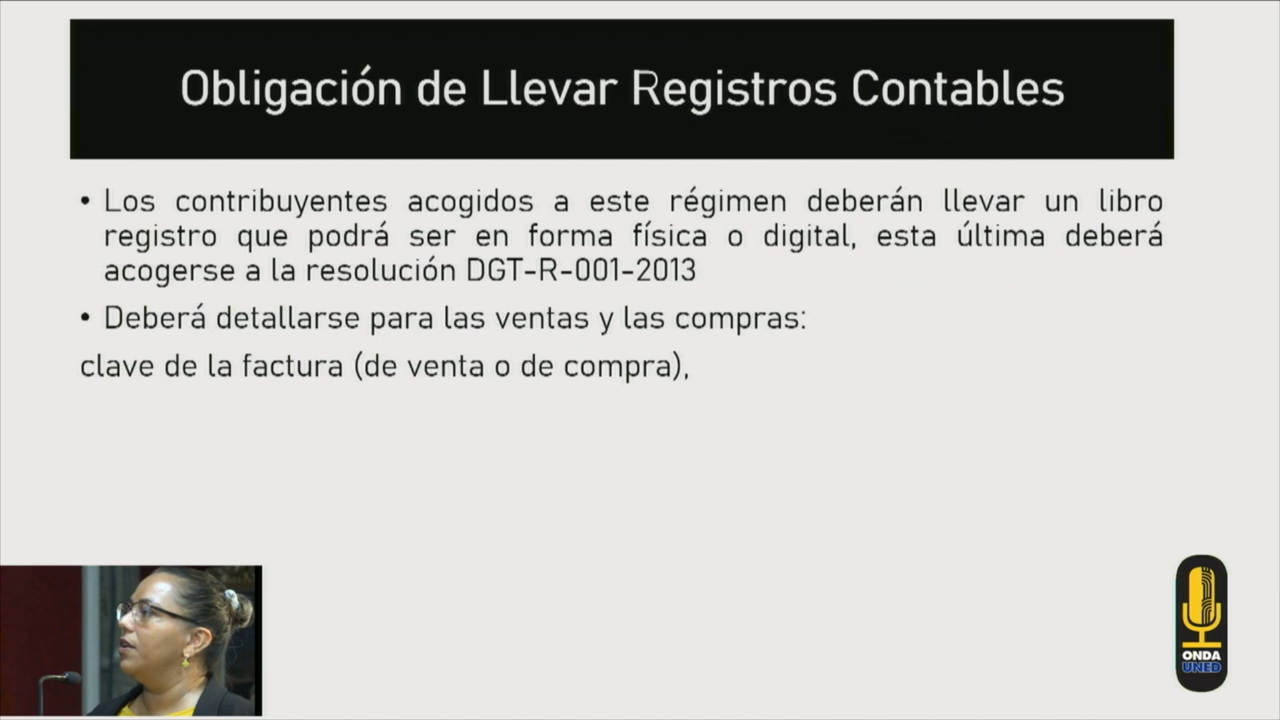 Obligación de Llevar Registros Contables
• Los contribuyentes acogidos a este régimen deberán llevar un libro
registro que podrá ser en forma física o digital, esta última deberá
acogerse a la resolución DGT-R-001-2013
• Deberá detallarse para las ventas y las compras:
clave de la factura (de venta o de compra),
ONDA
UNED